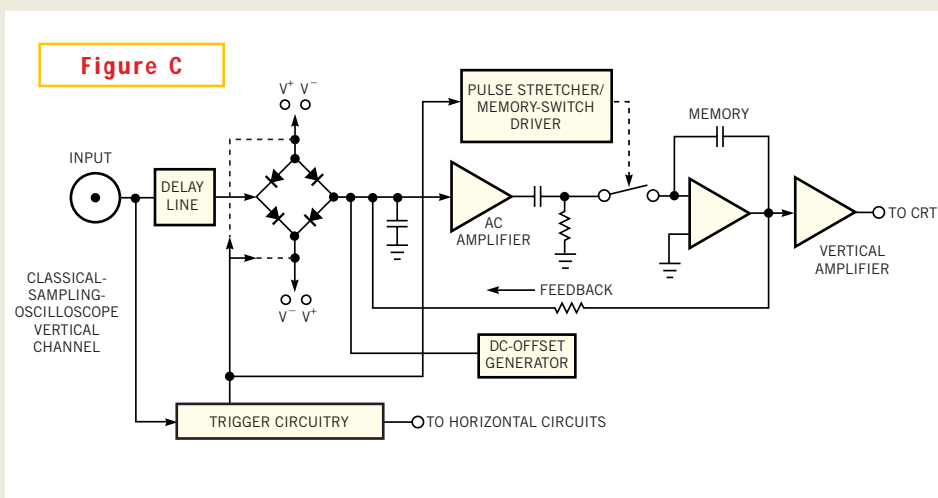 Figure C
V+ V−
PULSE STRETCHER/
MEMORY-SWITCH
DRIVER
MEMORY
INPUT
DELAY
LINE
AC
AMPLIFIER
TO CRT
VERTICAL
AMPLIFIER
CLASSICAL-
SAMPLING-
OSCILLOSCOPE
VERTICAL
CHANNEL
FEEDBACK
V− V+
DC-OFFSET
GENERATOR
TRIGGER CIRCUITRY
TO HORIZONTAL CIRCUITS